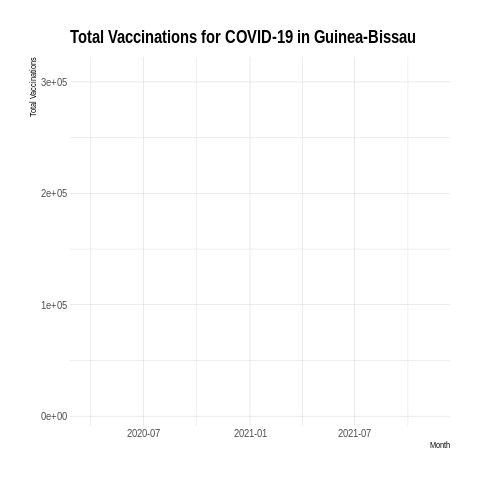 Total Vaccinations for COVID-19 in Guinea-Bissau
Total Vaccinations
3e+05
2e+05
1e+05
0e+00
2020-07
2021-01
2021-07
Month